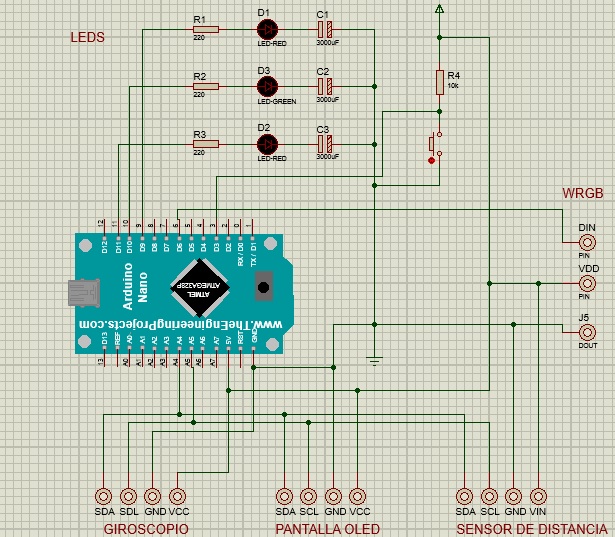 LEDS
R1
220
D1
LED-RED
C1
3000uF
R2
220
D3
LED-GREEN
C2
3000uF
R3
220
D2
LED-RED
C3
3000uF
R4
10k
WRGB
DIN
PIN
VDD
PIN
J5
DOUT
12 11 10 9 8 7 6 5 4 3 2 0 1
D12 D11 D10 D9 D8 D7 D6 D5 D4 D3 D2 RX / D0 TX / D1
Arduino
Nano
ATMEL
ATMEGA328P
www.TheEngineeringProjects.com
D13 REF A0 A1 A2 A3 A4 A5 A6 A7 5V RST GND
13 A0 A1 A2 A3 A4 A5 A6
SDA SDL GND VCC
GIROSCOPIO
SDA SCL GND VCC
PANTALLA OLED
SDA SCL GND VIN
SENSOR DE DISTANCIA